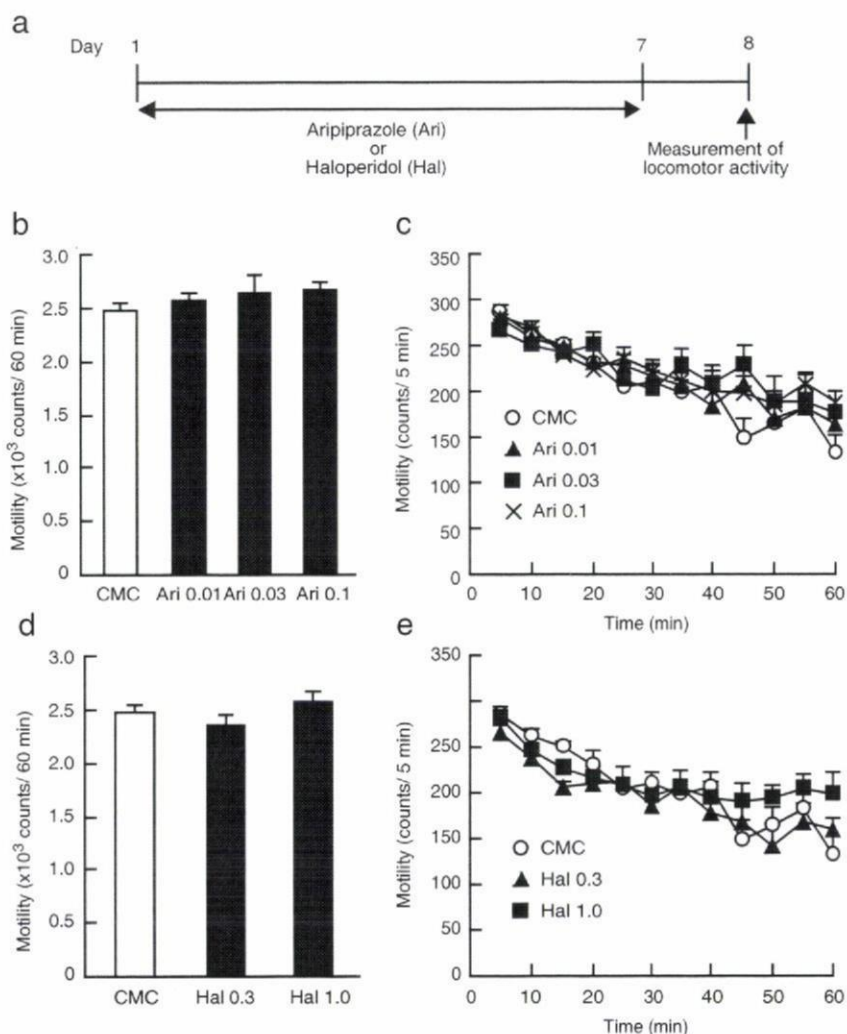 a
Day 1 7 8
Aripiprazole (Ari)
or
Haloperidol (Hal)
Measurement of
locomotor activity
b
Motility (x10³ counts/ 60 min)
3.0
2.5
2.0
1.5
1.0
0.5
0
CMC Ari 0.01 Ari 0.03 Ari 0.1
c
Motility (counts/ 5 min)
350
300
250
200
150
100
50
0
CMC
Ari 0.01
Ari 0.03
Ari 0.1
0 10 20 30 40 50 60
Time (min)
d
Motility (x10³ counts/ 60 min)
3.0
2.5
2.0
1.5
1.0
0.5
0
CMC Hal 0.3 Hal 1.0
e
Motility (counts/ 5 min)
350
250
200
150
100
50
0
CMC
Hal 0.3
Hal 1.0
0 10 20 30 40 50 60
Time (min)